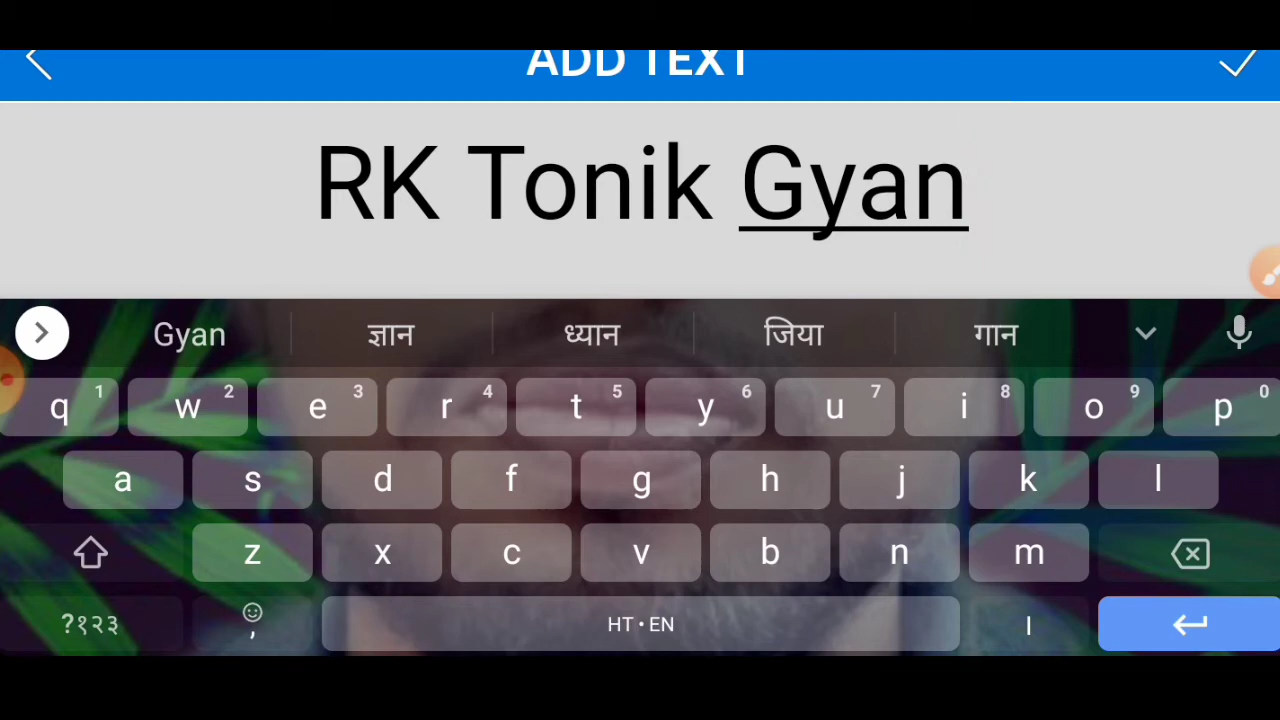 ADD TEXT
RK Tonik Gyan
Gyan ज्ञान ध्यान जिया गान
q 1 w 2 e 3 r 4 t 5 y 6 u 7 i 8 o 9 p 0
a s d f g h j k l
z x c v b n m
?१२३ , HT • EN ।